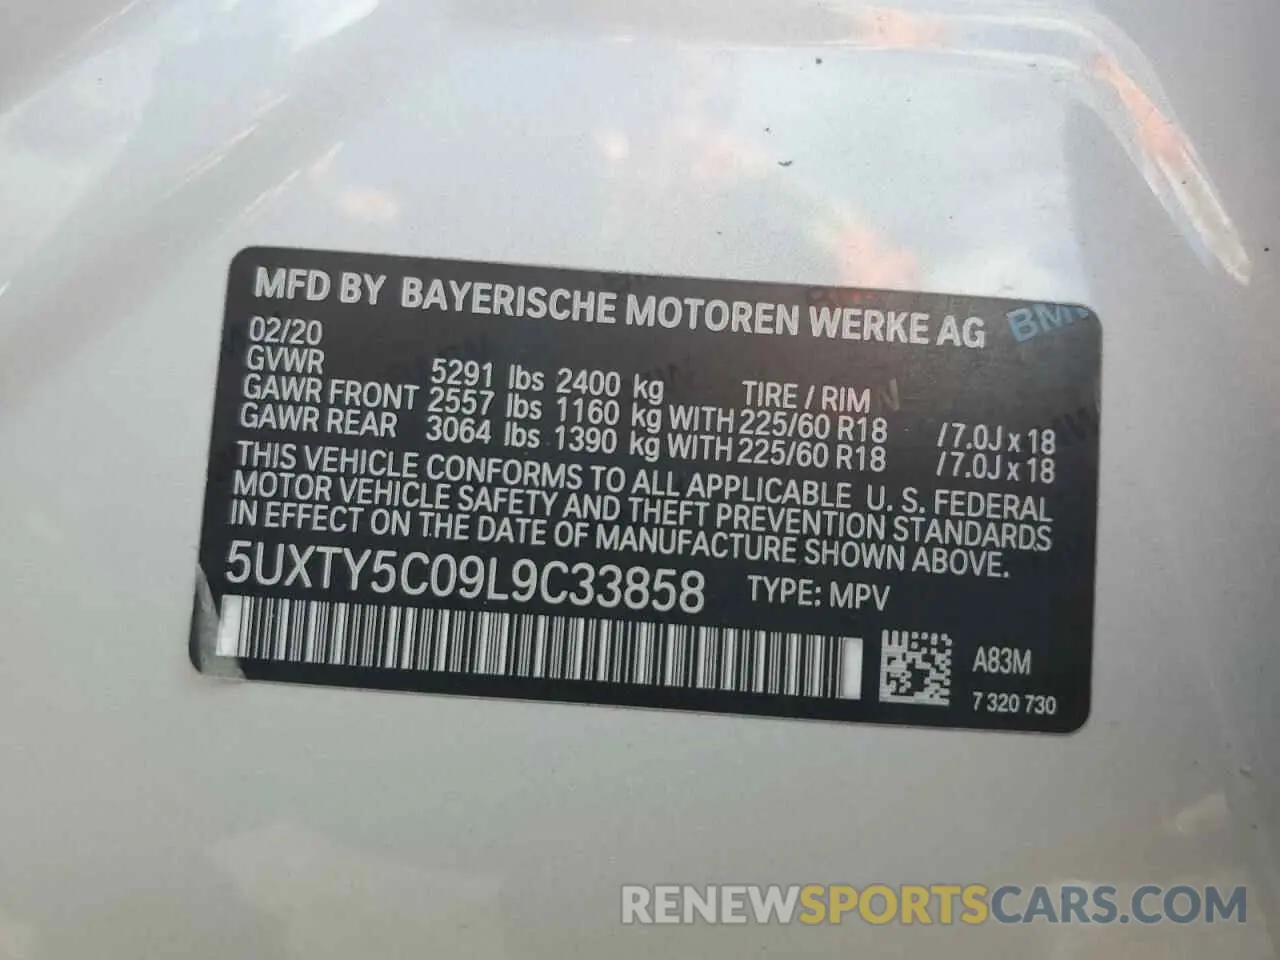 MFD BY BAYERISCHE MOTOREN WERKE AG
BMW
02/20
GVWR 5291 lbs 2400 kg TIRE / RIM
GAWR FRONT 2557 lbs 1160 kg WITH 225/60 R18 /7.0J x 18
GAWR REAR 3064 lbs 1390 kg WITH 225/60 R18 /7.0J x 18
THIS VEHICLE CONFORMS TO ALL APPLICABLE U. S. FEDERAL
MOTOR VEHICLE SAFETY AND THEFT PREVENTION STANDARDS
IN EFFECT ON THE DATE OF MANUFACTURE SHOWN ABOVE.
5UXTY5C09L9C33858 TYPE: MPV
A83M
7 320 730
RENEWSPORTSCARS.COM